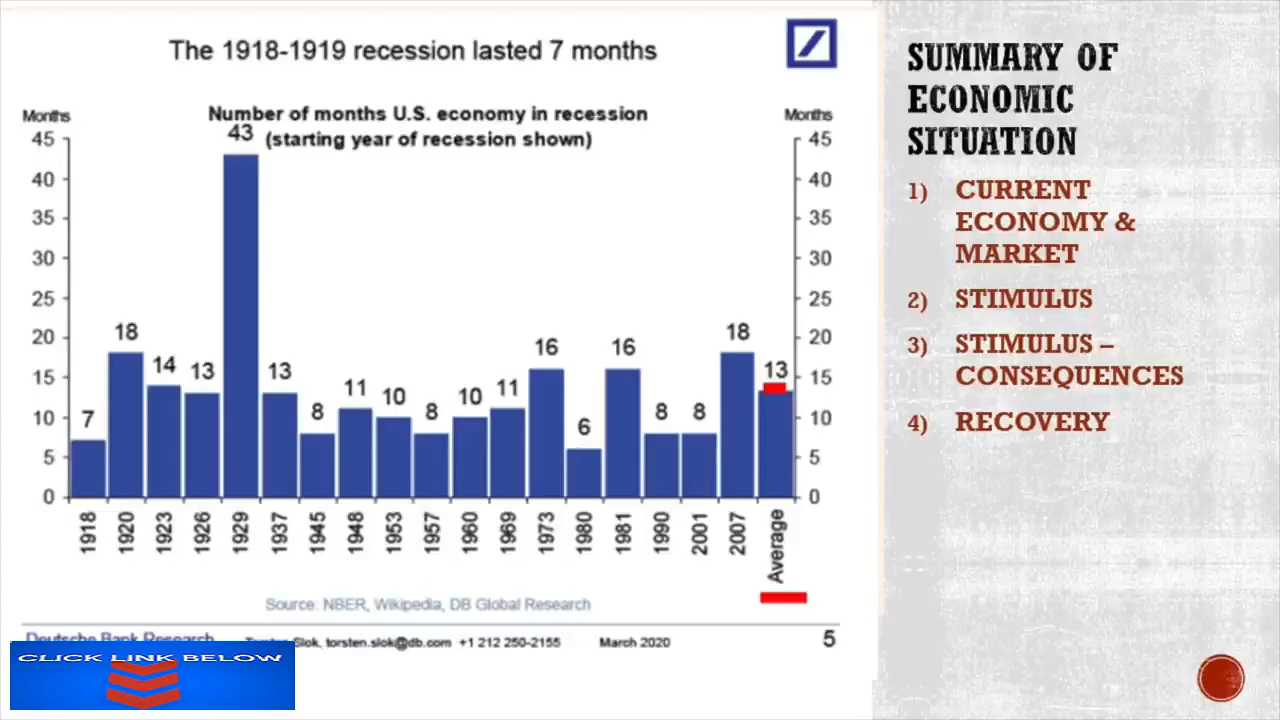 The 1918-1919 recession lasted 7 months
Months
Number of months U.S. economy in recession
(starting year of recession shown)
Months
45
40
35
30
25
20
15
10
5
0
7
18
14
13
43
13
8
11
10
8
10
11
16
6
16
8
8
18
13
45
40
35
30
25
20
15
10
5
0
1918
1920
1923
1926
1929
1937
1945
1948
1953
1957
1960
1969
1973
1980
1981
1990
2001
2007
Average
Source: NBER, Wikipedia, DB Global Research
Deutsche Bank Research
Torsten Slok, torsten.slok@db.com +1 212 250-2155 March 2020
5
CLICK LINK BELOW
SUMMARY OF
ECONOMIC
SITUATION
1) CURRENT
ECONOMY &
MARKET
2) STIMULUS
3) STIMULUS –
CONSEQUENCES
4) RECOVERY